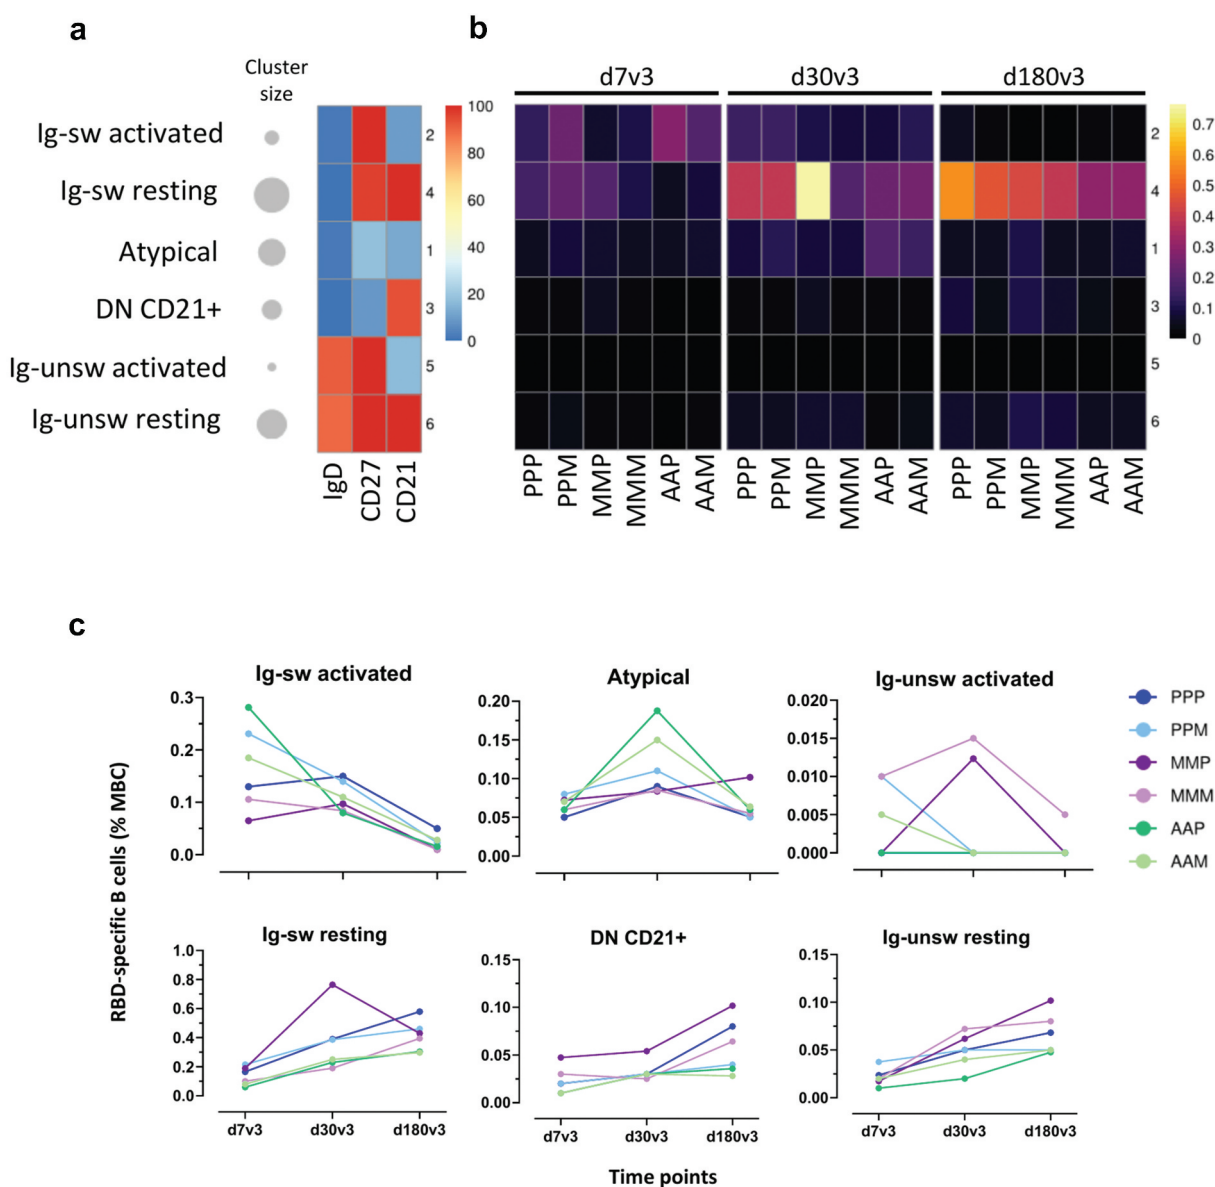 a
b
Cluster
size
d7v3
d30v3
d180v3
Ig-sw activated
Ig-sw resting
Atypical
DN CD21+
Ig-unsw activated
Ig-unsw resting
2
4
1
3
5
6
100
80
60
40
20
0
2
4
1
3
5
6
0.7
0.6
0.5
0.4
0.3
0.2
0.1
0
IgD
CD27
CD21
PPP
PPM
MMP
MMM
AAP
AAM
PPP
PPM
MMP
MMM
AAP
AAM
PPP
PPM
MMP
MMM
AAP
AAM
c
RBD-specific B cells (% MBC)
Ig-sw activated
0.3
0.2
0.1
0.0
Atypical
0.20
0.15
0.10
0.05
0.00
Ig-unsw activated
0.020
0.015
0.010
0.005
0.000
PPP
PPM
MMP
MMM
AAP
AAM
Ig-sw resting
1.0
0.8
0.6
0.4
0.2
0.0
d7v3
d30v3
d180v3
DN CD21+
0.15
0.10
0.05
0.00
d7v3
d30v3
d180v3
Ig-unsw resting
0.15
0.10
0.05
0.00
d7v3
d30v3
d180v3
Time points